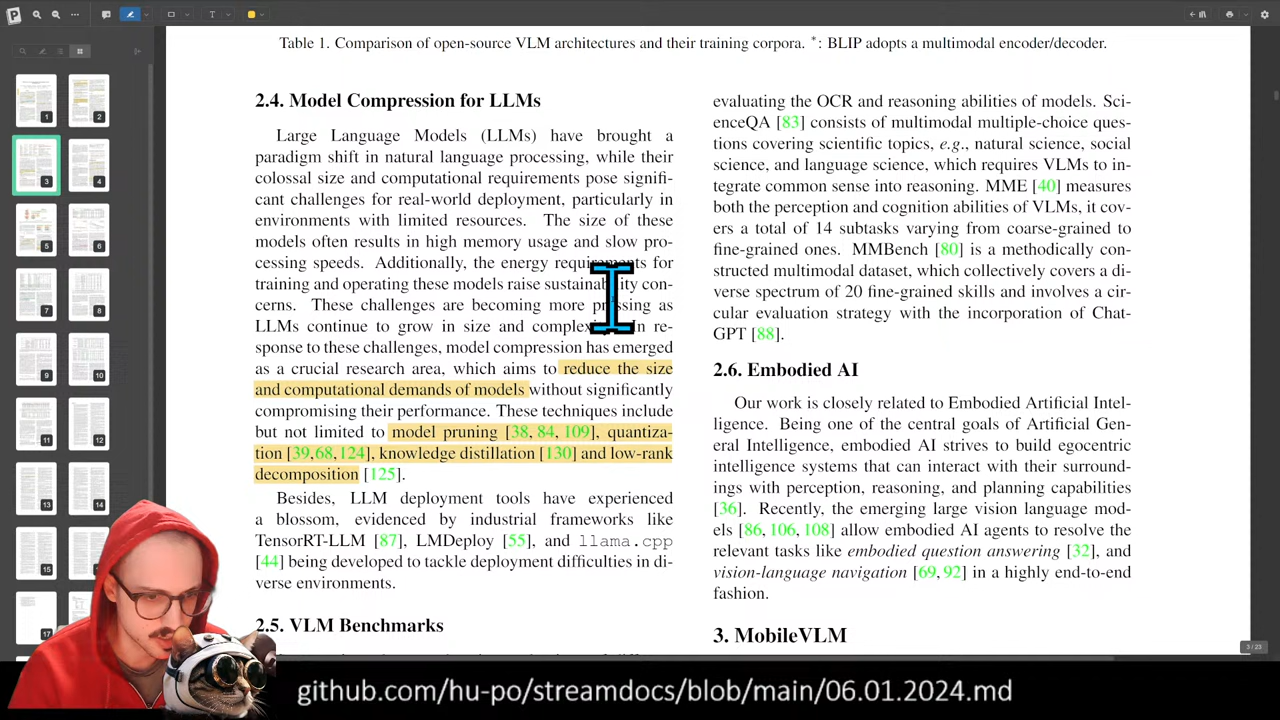 Table 1. Comparison of open-source VLM architectures and their training corpora. *: BLIP adopts a multimodal encoder/decoder.
2.4. Model Compression for LLMs
Large Language Models (LLMs) have brought a
paradigm shift in natural language processing, while their
colossal size and computational requirements pose signifi-
cant challenges for real-world deployment, particularly in
environments with limited resources. The size of these
models often results in high memory usage and slow pro-
cessing speeds. Additionally, the energy requirements for
training and operating these models raise sustainability con-
cerns. These challenges are becoming more pressing as
LLMs continue to grow in size and complexity. In re-
sponse to these challenges, model compression has emerged
as a crucial research area, which aims to reduce the size
and computational demands of models without significantly
compromising their performance. These techniques include
but not limited to model pruning [38, 84, 109], quantiza-
tion [39,68,124], knowledge distillation [130] and low-rank
decomposition [125].
Besides, LLM deployment tools have experienced
a blossom, evidenced by industrial frameworks like
TensorRT-LLM [87], LMDeploy [55], and llama.cpp
[44] being developed to tackle deployment difficulties in di-
verse environments.
2.5. VLM Benchmarks
evaluating the OCR and reasoning abilities of models. Sci-
enceQA [83] consists of multimodal multiple-choice ques-
tions covering scientific topics, e.g., natural science, social
science, and language science, which requires VLMs to in-
tegrate common sense into reasoning. MME [40] measures
both the perception and cognition abilities of VLMs, it cov-
ers a total of 14 subtasks varying from coarse-grained to
fine-grained ones. MMBench [80] is a methodically con-
structed multimodal dataset, which collectively covers a di-
verse spectrum of 20 fine-grained skills and involves a cir-
cular evaluation strategy with the incorporation of Chat-
GPT [88].
2.6. Embodied AI
Our work is closely related to Embodied Artificial Intel-
ligence. Being one of the central goals of Artificial Gen-
eral Intelligence, embodied AI strives to build egocentric
intelligence systems that can interact with their surround-
ings with perception, reasoning, and planning capabilities
[36]. Recently, the emerging large vision language mod-
els [86, 106, 108] allow embodied AI agents to resolve the
relevant tasks like embodied question answering [32], and
vision-language navigation [69, 92] in a highly end-to-end
fashion.
3. MobileVLM
1
2
3
4
5
6
7
8
9
10
11
12
13
14
15
17
3 / 23
github.com/hu-po/streamdocs/blob/main/06.01.2024.md